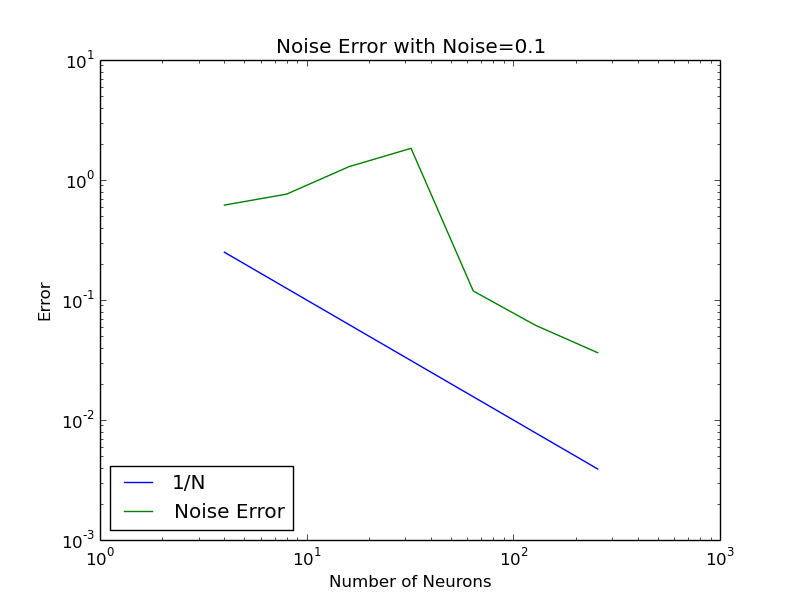 Noise Error with Noise=0.1
10^1
10^0
10^-1
10^-2
10^-3
Error
1/N
Noise Error
10^0 10^1 10^2 10^3
Number of Neurons